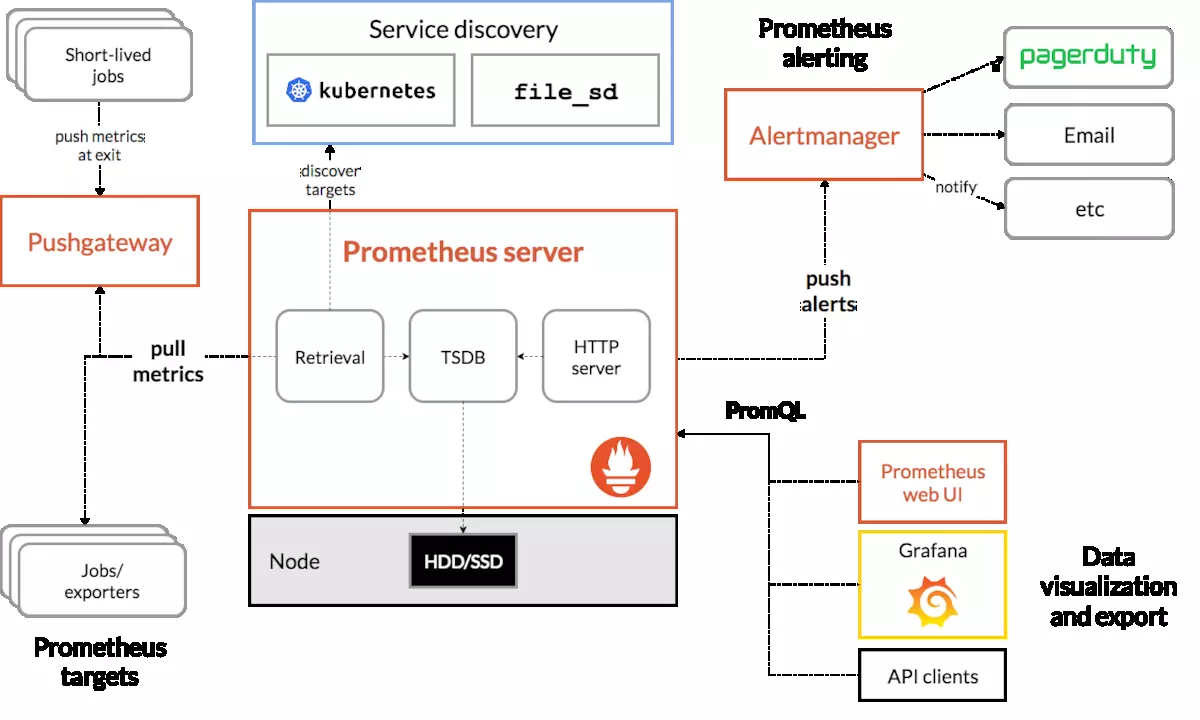 Short-lived
jobs
push metrics
at exit
Pushgateway
Service discovery
kubernetes
file_sd
discover
targets
Prometheus
alerting
Alertmanager
pagerduty
Email
notify
etc
Prometheus server
Retrieval
TSDB
HTTP
server
pull
metrics
push
alerts
PromQL
Node
HDD/SSD
Jobs/
exporters
Prometheus
targets
Prometheus
web UI
Grafana
API clients
Data
visualization
and export